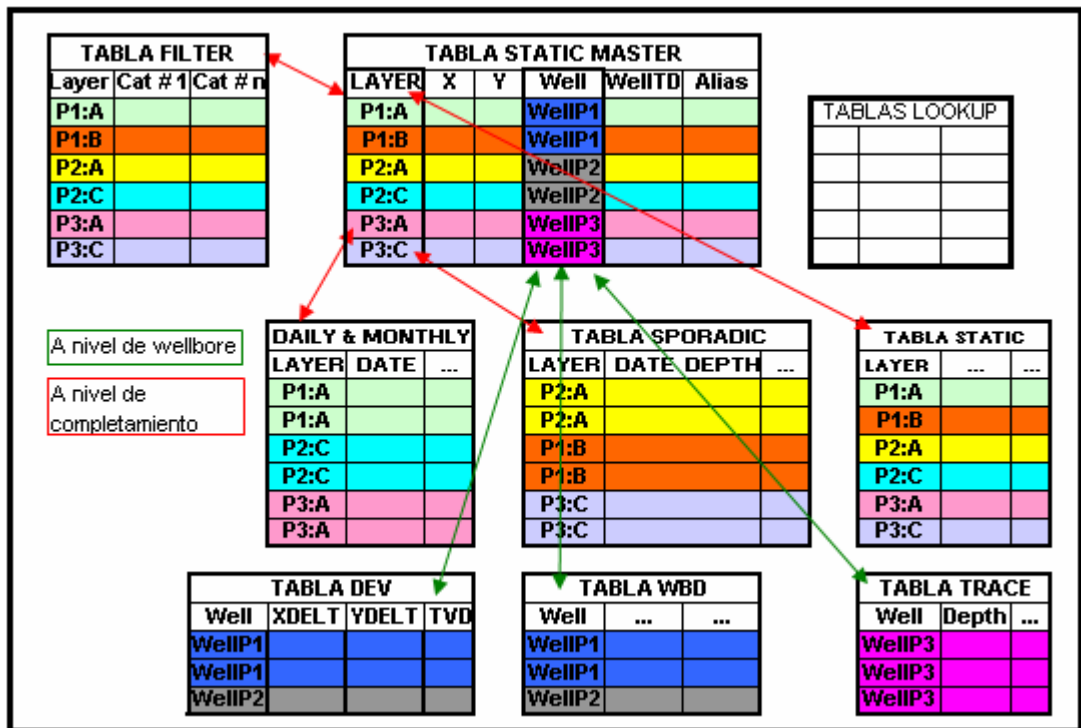 TABLA FILTER
Layer Cat # 1 Cat # n
P1:A
P1:B
P2:A
P2:C
P3:A
P3:C
TABLA STATIC MASTER
LAYER X Y Well WellTD Alias
P1:A WellP1
P1:B WellP1
P2:A WellP2
P2:C WellP2
P3:A WellP3
P3:C WellP3
TABLAS LOOKUP
A nivel de wellbore
A nivel de
completamiento
DAILY & MONTHLY
LAYER DATE ...
P1:A
P1:A
P2:C
P2:C
P3:A
P3:A
TABLA SPORADIC
LAYER DATE DEPTH ...
P2:A
P2:A
P1:B
P1:B
P3:C
P3:C
TABLA STATIC
LAYER ... ...
P1:A
P1:B
P2:A
P2:C
P3:A
P3:C
TABLA DEV
Well XDELT YDELT TVD
WellP1
WellP1
WellP2
TABLA WBD
Well ... ...
WellP1
WellP1
WellP2
TABLA TRACE
Well Depth ...
WellP3
WellP3
WellP3